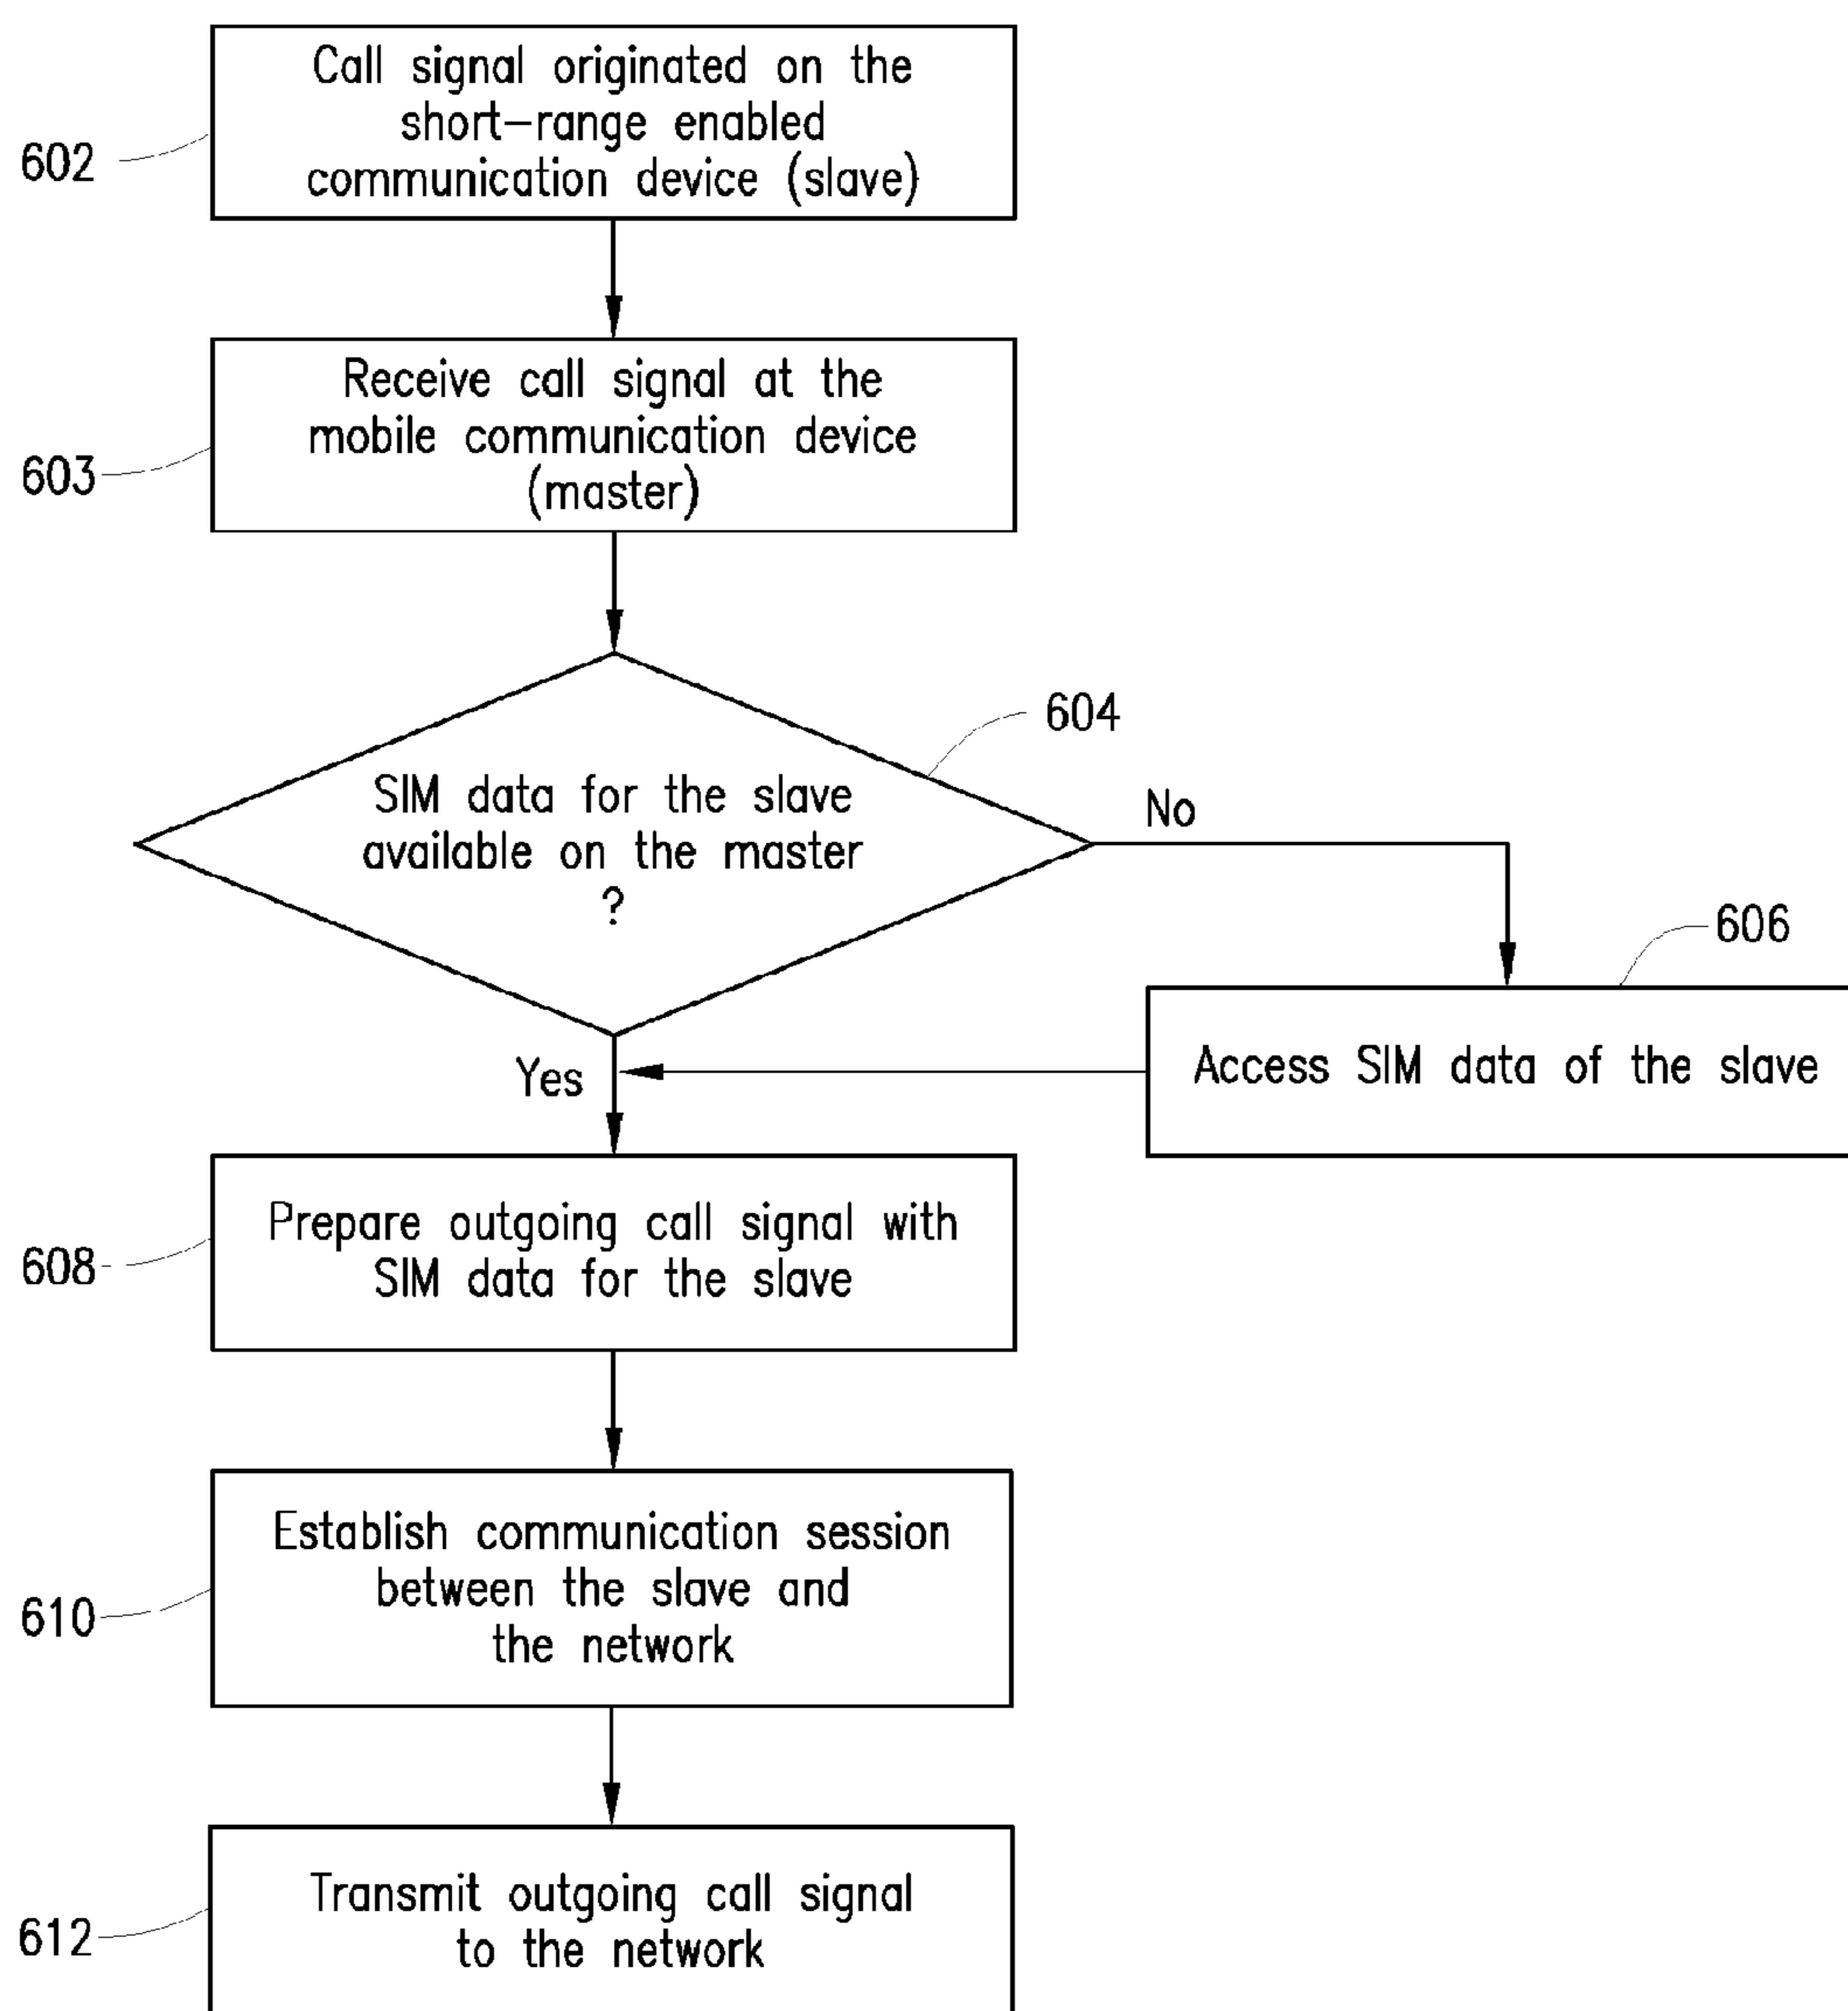 Call signal originated on the
short-range enabled
communication device (slave)
602
Receive call signal at the
mobile communication device
(master)
603
604
SIM data for the slave
available on the master
?
No
606
Access SIM data of the slave
Yes
Prepare outgoing call signal with
SIM data for the slave
608
Establish communication session
between the slave and
the network
610
Transmit outgoing call signal
to the network
612